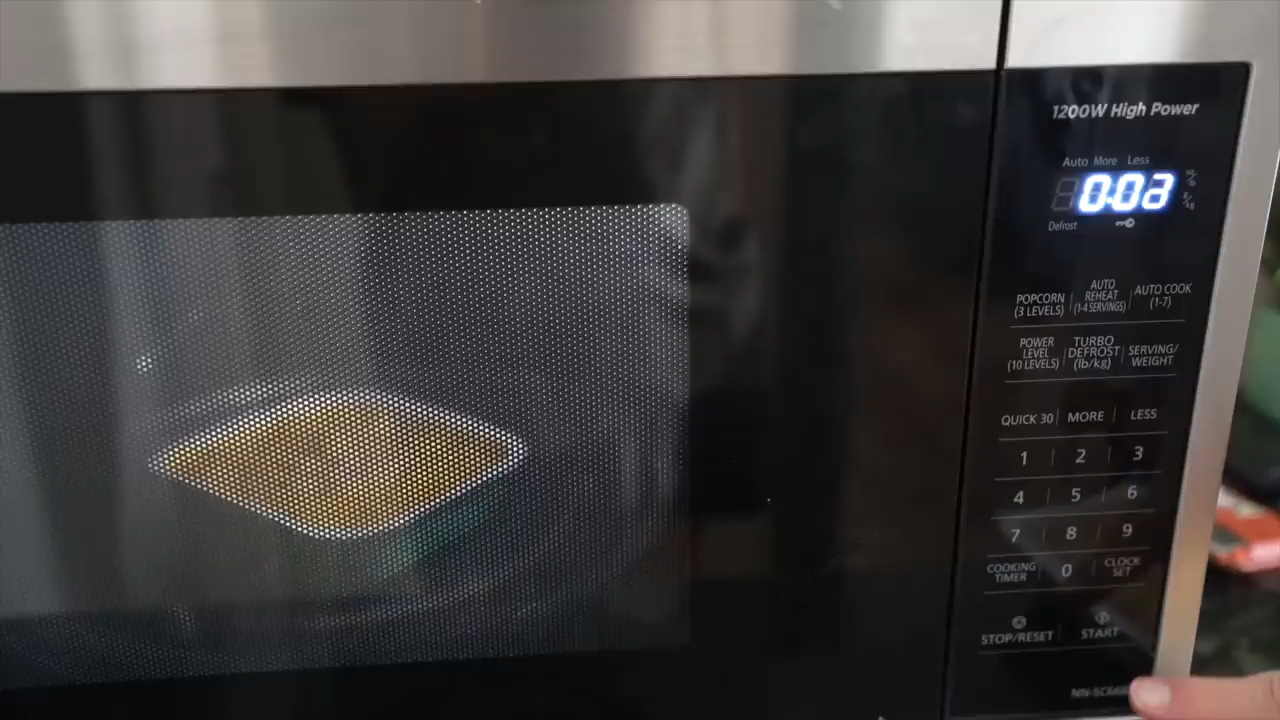 1200W High Power
Auto More Less
Defrost
POPCORN
(3 LEVELS)
AUTO
REHEAT
(1-4 SERVINGS)
AUTO COOK
(1-7)
POWER
LEVEL
(10 LEVELS)
TURBO
DEFROST
(lb/kg)
SERVING/
WEIGHT
QUICK 30
MORE
LESS
1 2 3
4 5 6
7 8 9
COOKING
TIMER
0
CLOCK
SET
STOP/RESET
START